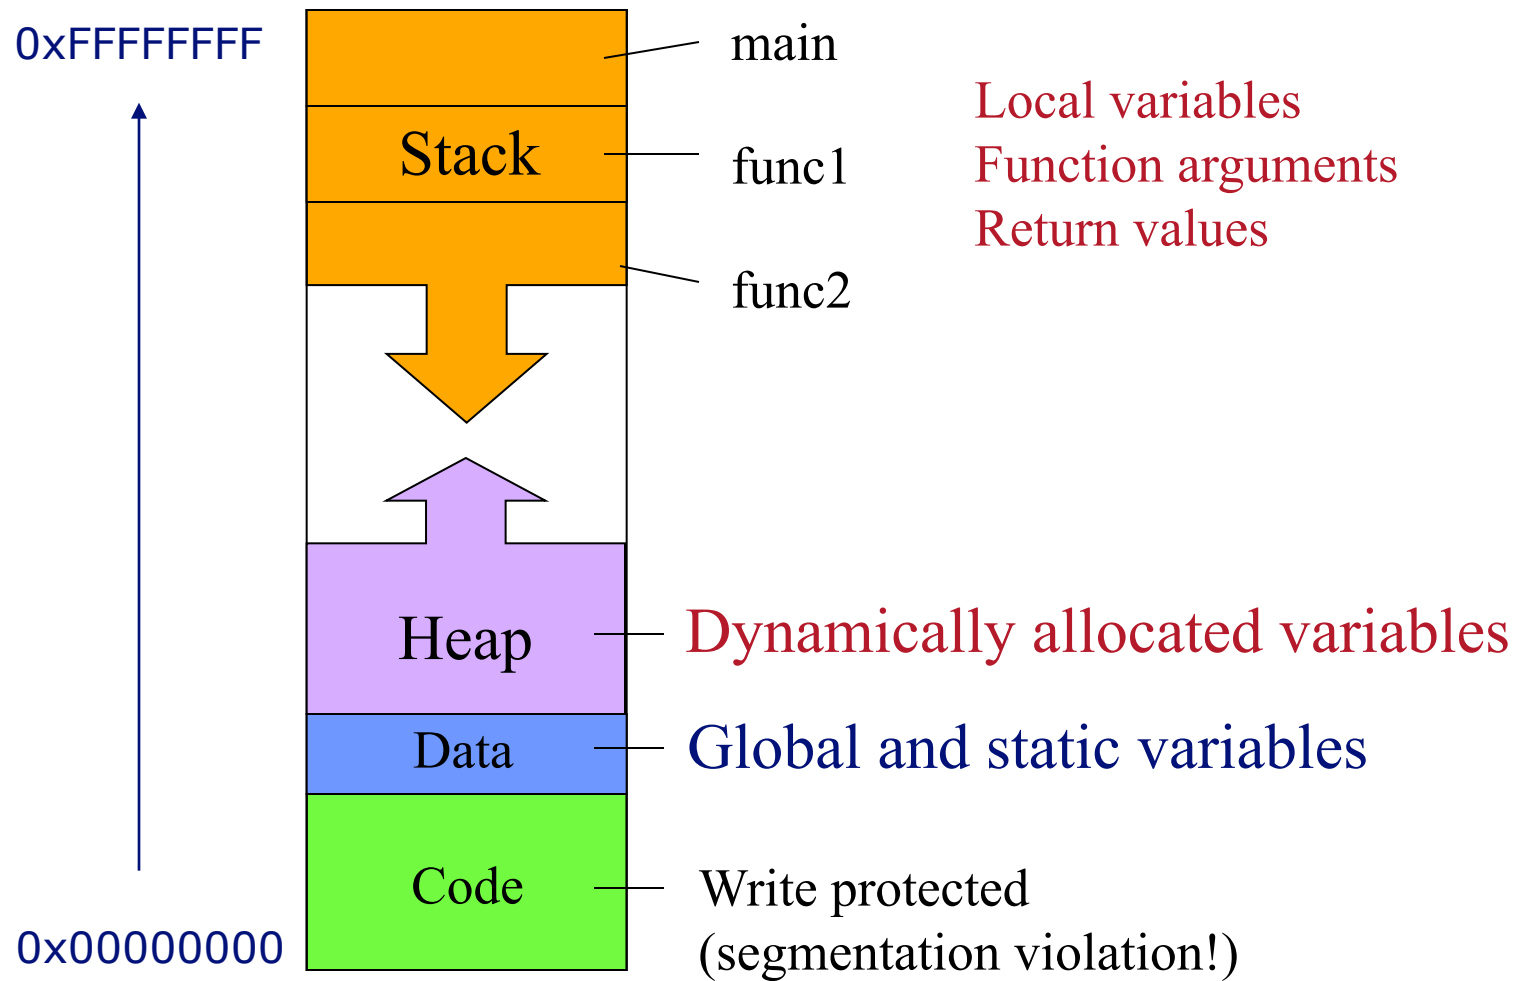 0xFFFFFFFF
main
Local variables
Stack
func1
Function arguments
Return values
func2
Heap
Dynamically allocated variables
Data
Global and static variables
Code
Write protected
(segmentation violation!)
0x00000000